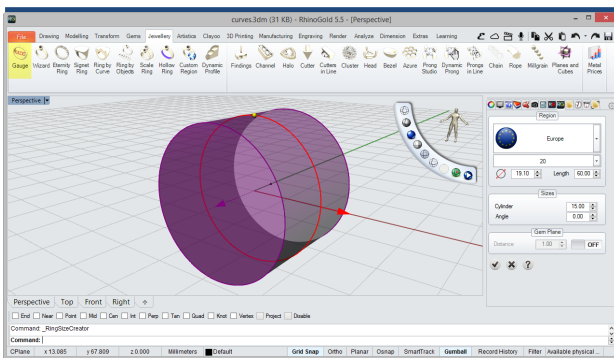 curves.3dm (31 KB) - RhinoGold 5.5 - [Perspective]
File Drawing Modelling Transform Gems Jewellery Artistics Clayoo 3D Printing Manufacturing Engraving Render Analyze Dimension Extras Learning
Gauge Wizard Eternity Ring Signet Ring Ring by Curve Ring by Objects Scale Ring Hollow Ring Custom Region Dynamic Profile Findings Channel Halo Cutter Cutters in Line Cluster Head Bezel Azure Prong Studio Dynamic Prong Prongs in Line Chain Rope Millgrain Planes and Cubes Metal Prices
Perspective
Region
Europe
20
19.10 Length 60.00
Sizes
Cylinder 15.00
Angle 0.00
Gem Plane
Distance 1.00 OFF
Perspective Top Front Right
End Near Point Mid Cen Int Perp Tan Quad Knot Vertex Project Disable
Command: _RingSizeCreator
Command:
CPlane x 13.085 y 67.809 z 0.000 Millimeters Default Grid Snap Ortho Planar Osnap SmartTrack Gumball Record History Filter Available physical...